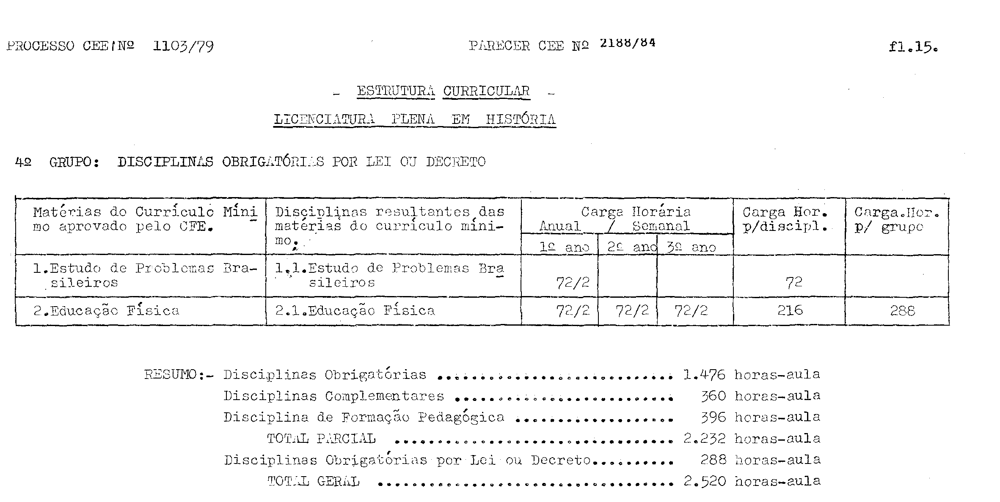 PROCESSO CEE/Nº 1103/79 PARECER CEE Nº 2188/84 fl.15.
- ESTRUTURA CURRICULAR -
LICENCIATURA PLENA EM HISTÓRIA
4º GRUPO: DISCIPLINAS OBRIGATÓRIAS POR LEI OU DECRETO
Matérias do Currículo Míni Disciplinas resultantes das Carga Horária Carga Hor. Carga.Hor.
mo aprovado pelo CFE. matérias do currículo míni- Anual / Semanal p/discipl. p/ grupo
mo.
1º ano 2º ano 3º ano
1.Estudo de Problemas Bra- 1.1.Estudo de Problemas Bra
sileiros sileiros 72/2 72
2.Educação Física 2.1.Educação Física 72/2 72/2 72/2 216 288
RESUMO:- Disciplinas Obrigatórias ............................ 1.476 horas-aula
Disciplinas Complementares .......................... 360 horas-aula
Disciplina de Formação Pedagógica ................... 396 horas-aula
TOTAL PARCIAL ................................. 2.232 horas-aula
Disciplinas Obrigatórias por Lei ou Decreto.......... 288 horas-aula
TOTAL GERAL ................................... 2.520 horas-aula